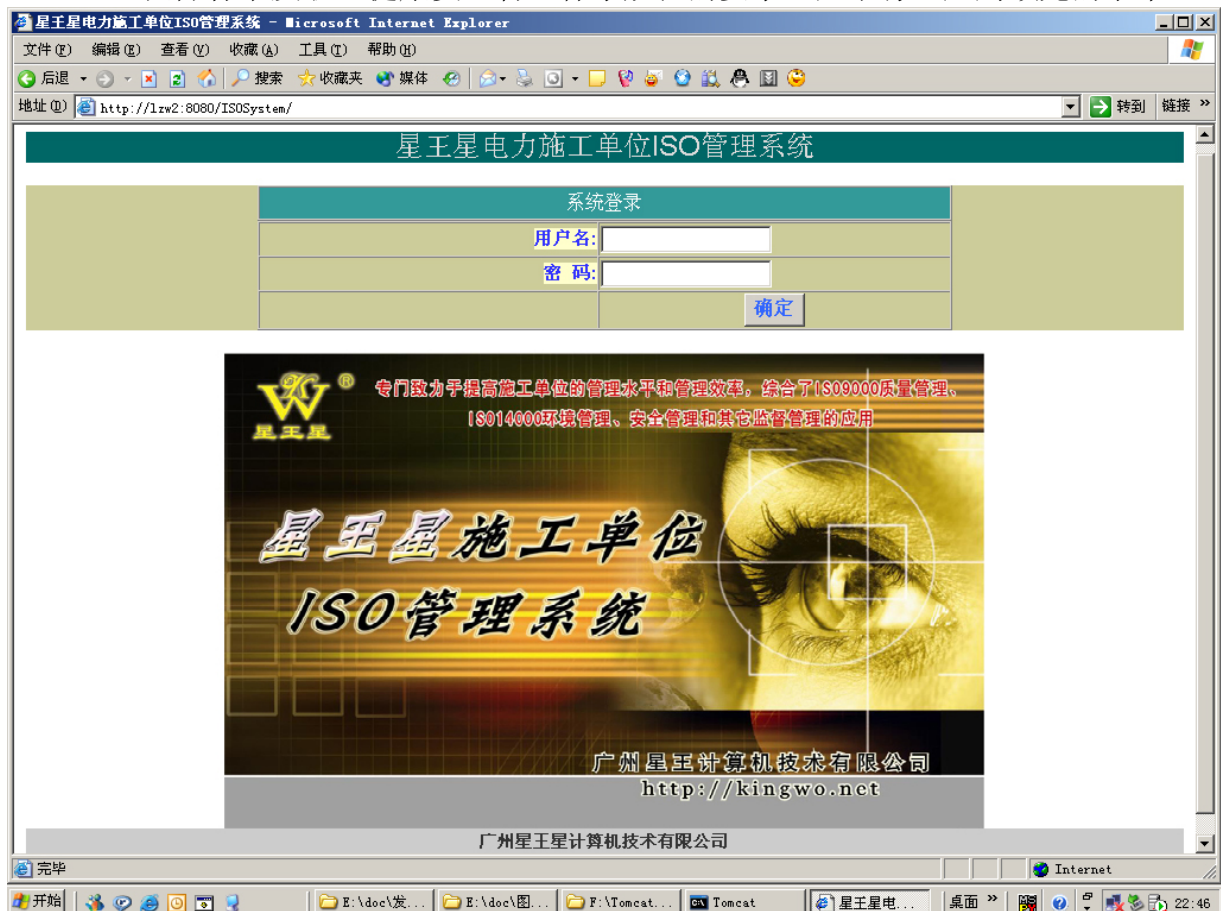 星王星电力施工单位ISO管理系统 - Microsoft Internet Explorer
文件(F) 编辑(E) 查看(V) 收藏(A) 工具(T) 帮助(H)
后退 搜索 收藏夹 媒体
地址(D) http://lzw2:8080/ISOSystem/ 转到 链接 »
星王星电力施工单位ISO管理系统
系统登录
用户名:
密 码:
确定
KW ®
星王星
专门致力于提高施工单位的管理水平和管理效率，综合了ISO9000质量管理、
ISO14000环境管理、安全管理和其它监督管理的应用
星王星施工单位
ISO管理系统
广州星王计算机技术有限公司
http://kingwo.net
广州星王星计算机技术有限公司
完毕 Internet
开始 E:\doc\发... E:\doc\图... F:\Tomcat... Tomcat 星王星电... 桌面 » 22:46